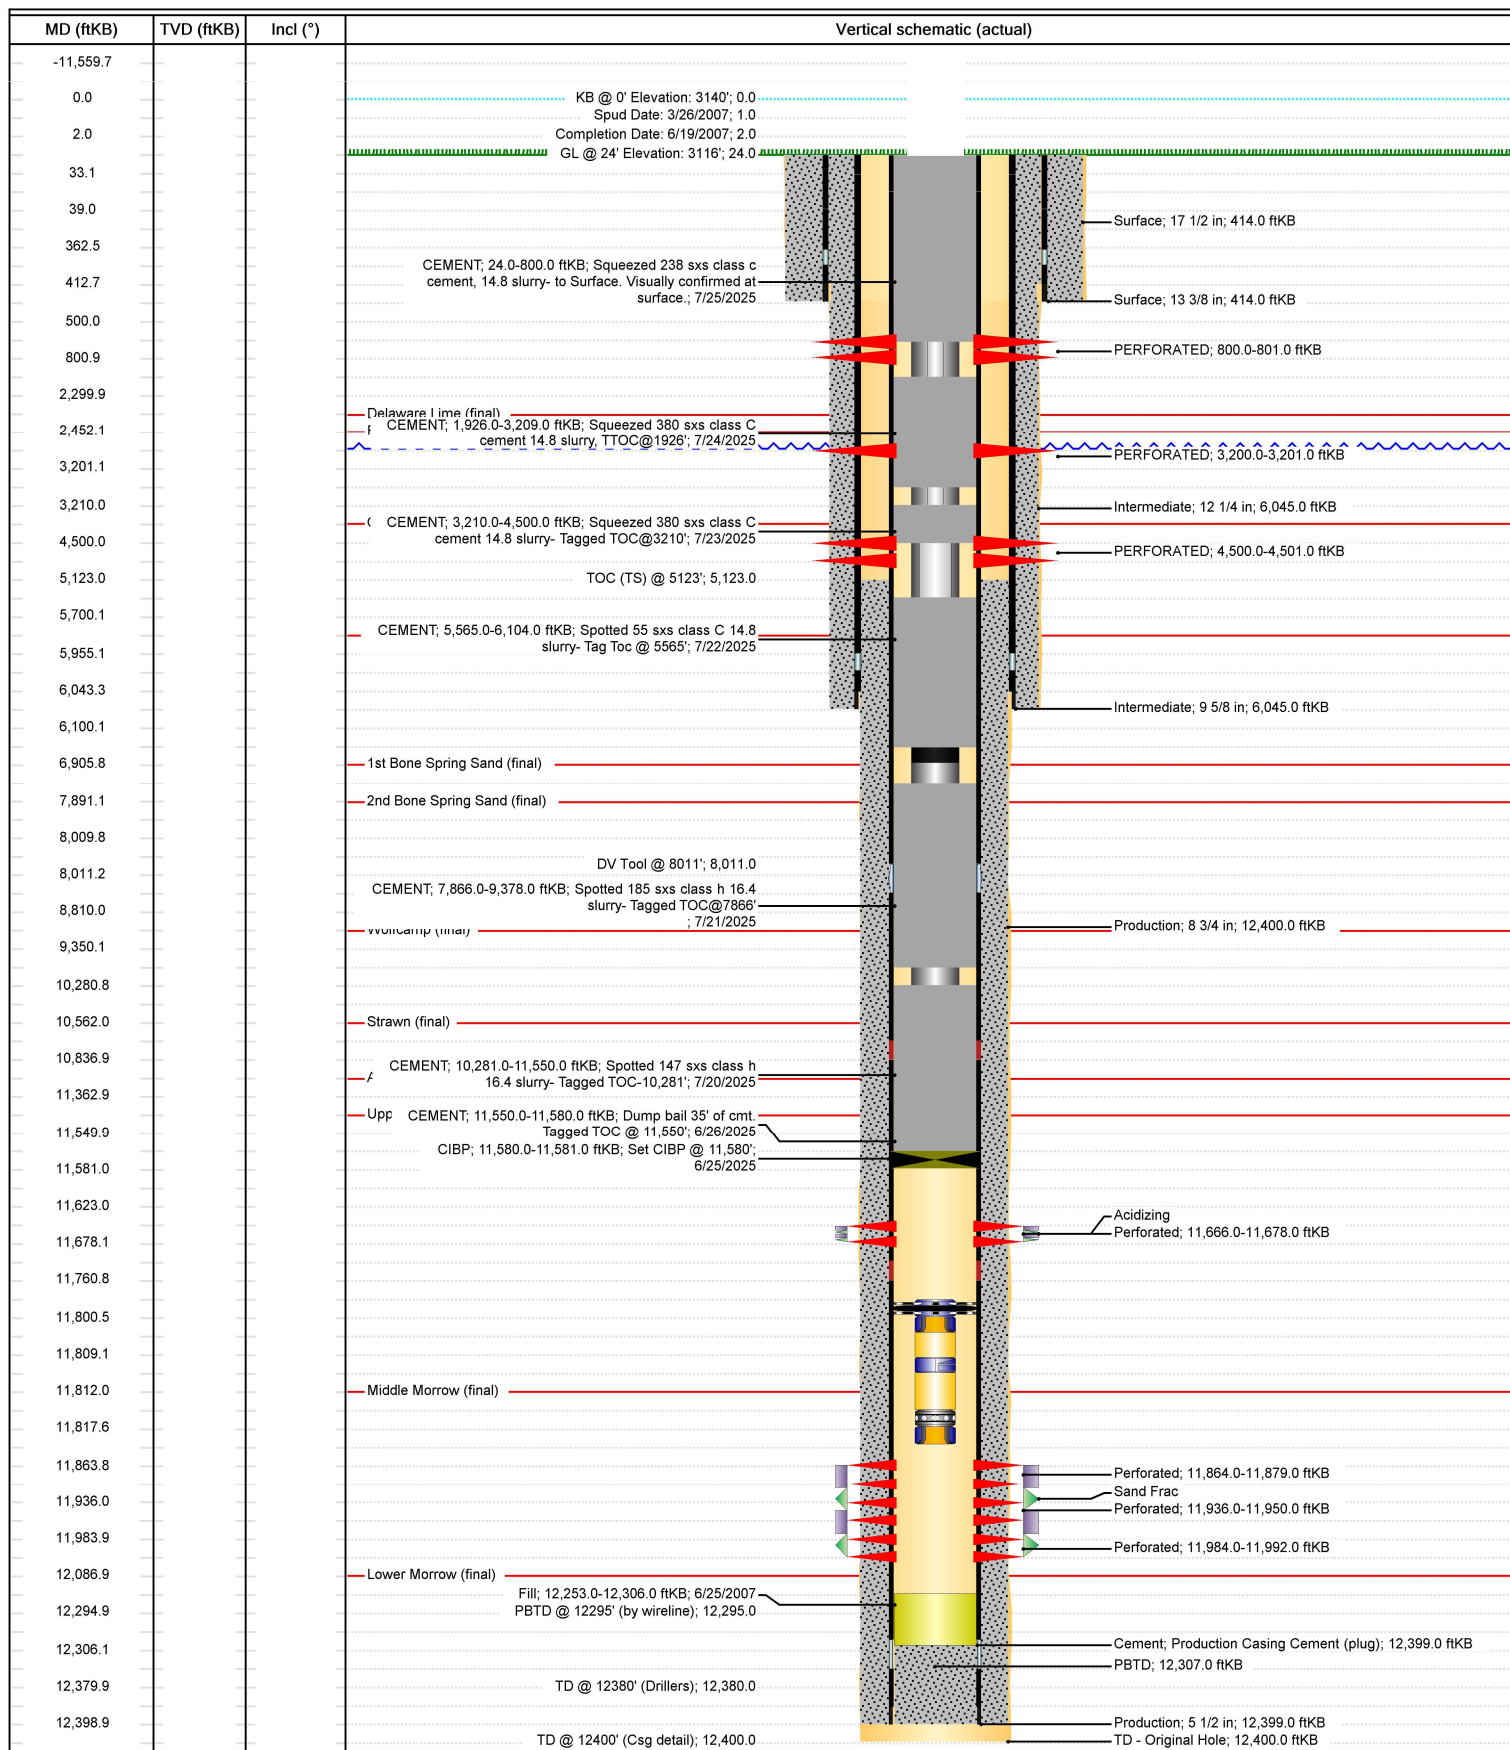 MD (ftKB) TVD (ftKB) Incl (°) Vertical schematic (actual)
-11,559.7
0.0
2.0
33.1
39.0
362.5
412.7
500.0
800.9
2,299.9
2,452.1
3,201.1
3,210.0
4,500.0
5,123.0
5,700.1
5,955.1
6,043.3
6,100.1
6,905.8
7,891.1
8,009.8
8,011.2
8,810.0
9,350.1
10,280.8
10,562.0
10,836.9
11,362.9
11,549.9
11,581.0
11,623.0
11,678.1
11,760.8
11,800.5
11,809.1
11,812.0
11,817.6
11,863.8
11,936.0
11,983.9
12,086.9
12,294.9
12,306.1
12,379.9
12,398.9
KB @ 0' Elevation: 3140'; 0.0
Spud Date: 3/26/2007; 1.0
Completion Date: 6/19/2007; 2.0
GL @ 24' Elevation: 3116'; 24.0
CEMENT; 24.0-800.0 ftKB; Squeezed 238 sxs class c
cement, 14.8 slurry- to Surface. Visually confirmed at
surface.; 7/25/2025
Delaware Lime (final)
CEMENT; 1,926.0-3,209.0 ftKB; Squeezed 380 sxs class C
cement 14.8 slurry, TTOC@1926'; 7/24/2025
CEMENT; 3,210.0-4,500.0 ftKB; Squeezed 380 sxs class C
cement 14.8 slurry- Tagged TOC@3210'; 7/23/2025
TOC (TS) @ 5123'; 5,123.0
CEMENT; 5,565.0-6,104.0 ftKB; Spotted 55 sxs class C 14.8
slurry- Tag Toc @ 5565'; 7/22/2025
1st Bone Spring Sand (final)
2nd Bone Spring Sand (final)
DV Tool @ 8011'; 8,011.0
CEMENT; 7,866.0-9,378.0 ftKB; Spotted 185 sxs class h 16.4
slurry- Tagged TOC@7866'
; 7/21/2025
Wolfcamp (final)
Strawn (final)
CEMENT; 10,281.0-11,550.0 ftKB; Spotted 147 sxs class h
16.4 slurry- Tagged TOC-10,281'; 7/20/2025
Upp
CEMENT; 11,550.0-11,580.0 ftKB; Dump bail 35' of cmt.
Tagged TOC @ 11,550'; 6/26/2025
CIBP; 11,580.0-11,581.0 ftKB; Set CIBP @ 11,580';
6/25/2025
Middle Morrow (final)
Lower Morrow (final)
Fill; 12,253.0-12,306.0 ftKB; 6/25/2007
PBTD @ 12295' (by wireline); 12,295.0
TD @ 12380' (Drillers); 12,380.0
TD @ 12400' (Csg detail); 12,400.0
Surface; 17 1/2 in; 414.0 ftKB
Surface; 13 3/8 in; 414.0 ftKB
PERFORATED; 800.0-801.0 ftKB
PERFORATED; 3,200.0-3,201.0 ftKB
Intermediate; 12 1/4 in; 6,045.0 ftKB
PERFORATED; 4,500.0-4,501.0 ftKB
Intermediate; 9 5/8 in; 6,045.0 ftKB
Production; 8 3/4 in; 12,400.0 ftKB
Acidizing
Perforated; 11,666.0-11,678.0 ftKB
Perforated; 11,864.0-11,879.0 ftKB
Sand Frac
Perforated; 11,936.0-11,950.0 ftKB
Perforated; 11,984.0-11,992.0 ftKB
Cement; Production Casing Cement (plug); 12,399.0 ftKB
PBTD; 12,307.0 ftKB
Production; 5 1/2 in; 12,399.0 ftKB
TD - Original Hole; 12,400.0 ftKB